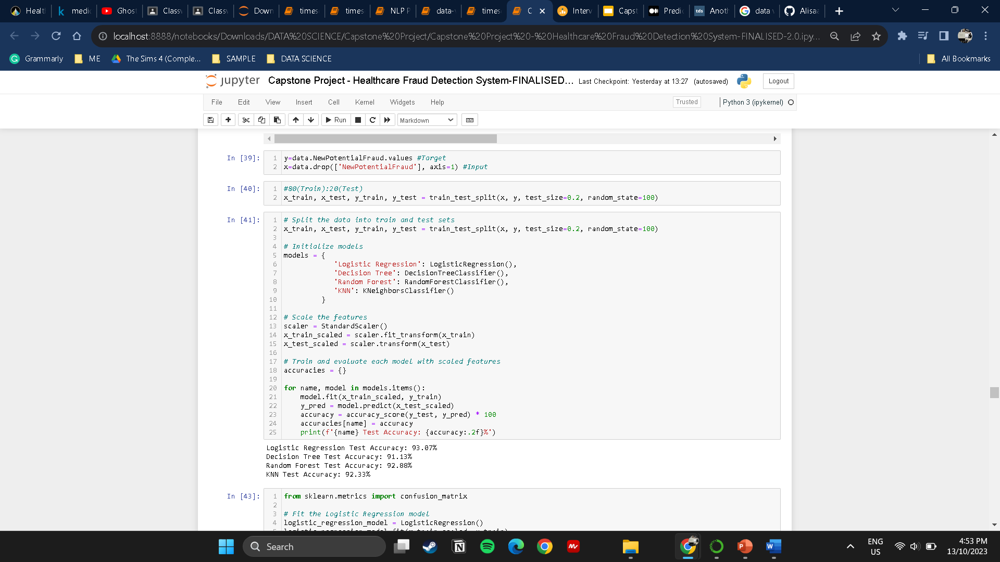 Healt
medic
Ghost
Classw
Classw
Down
times
times
NLP P
data-v
times
C
Interv
Capst
Predic
tds
Anoth
data v
Alisaa
localhost:8888/notebooks/Downloads/DATA%20SCIENCE/Capstone%20Project/Capstone%20Project%20-%20Healthcare%20Fraud%20Detection%20System-FINALISED-2.0.ipy...
Grammarly
ME
The Sims 4 (Comple...
SAMPLE
DATA SCIENCE
All Bookmarks
jupyter Capstone Project - Healthcare Fraud Detection System-FINALISED... Last Checkpoint: Yesterday at 13:27 (autosaved)
Logout
File Edit View Insert Cell Kernel Widgets Help
Trusted
Python 3 (ipykernel)
Run
Markdown
In [39]:
1 y=data.NewPotentialFraud.values #Target
2 x=data.drop(['NewPotentialFraud'], axis=1) #Input
In [40]:
1 #80(Train):20(Test)
2 x_train, x_test, y_train, y_test = train_test_split(x, y, test_size=0.2, random_state=100)
In [41]:
1 # Split the data into train and test sets
2 x_train, x_test, y_train, y_test = train_test_split(x, y, test_size=0.2, random_state=100)
3
4 # Initialize models
5 models = {
6 'Logistic Regression': LogisticRegression(),
7 'Decision Tree': DecisionTreeClassifier(),
8 'Random Forest': RandomForestClassifier(),
9 'KNN': KNeighborsClassifier()
10 }
11
12 # Scale the features
13 scaler = StandardScaler()
14 x_train_scaled = scaler.fit_transform(x_train)
15 x_test_scaled = scaler.transform(x_test)
16
17 # Train and evaluate each model with scaled features
18 accuracies = {}
19
20 for name, model in models.items():
21 model.fit(x_train_scaled, y_train)
22 y_pred = model.predict(x_test_scaled)
23 accuracy = accuracy_score(y_test, y_pred) * 100
24 accuracies[name] = accuracy
25 print(f'{name} Test Accuracy: {accuracy:.2f}%')
Logistic Regression Test Accuracy: 93.07%
Decision Tree Test Accuracy: 91.13%
Random Forest Test Accuracy: 92.88%
KNN Test Accuracy: 92.33%
In [43]:
1 from sklearn.metrics import confusion_matrix
2
3 # Fit the Logistic Regression model
4 logistic_regression_model = LogisticRegression()
Search
ENG
US
4:53 PM
13/10/2023